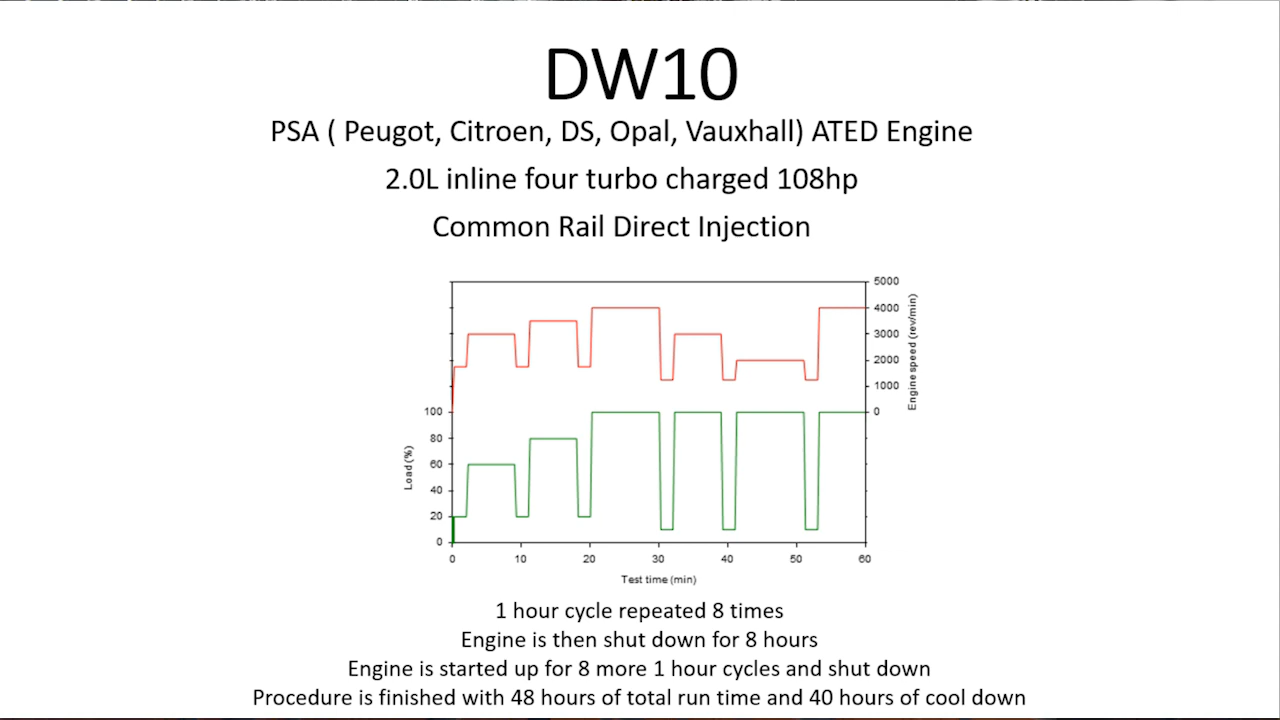 DW10
PSA ( Peugot, Citroen, DS, Opal, Vauxhall) ATED Engine
2.0L inline four turbo charged 108hp
Common Rail Direct Injection
5000
4000
3000
2000
1000
0
Engine speed (rev/min)
100
80
60
40
20
0
Load (%)
0 10 20 30 40 50 60
Test time (min)
1 hour cycle repeated 8 times
Engine is then shut down for 8 hours
Engine is started up for 8 more 1 hour cycles and shut down
Procedure is finished with 48 hours of total run time and 40 hours of cool down